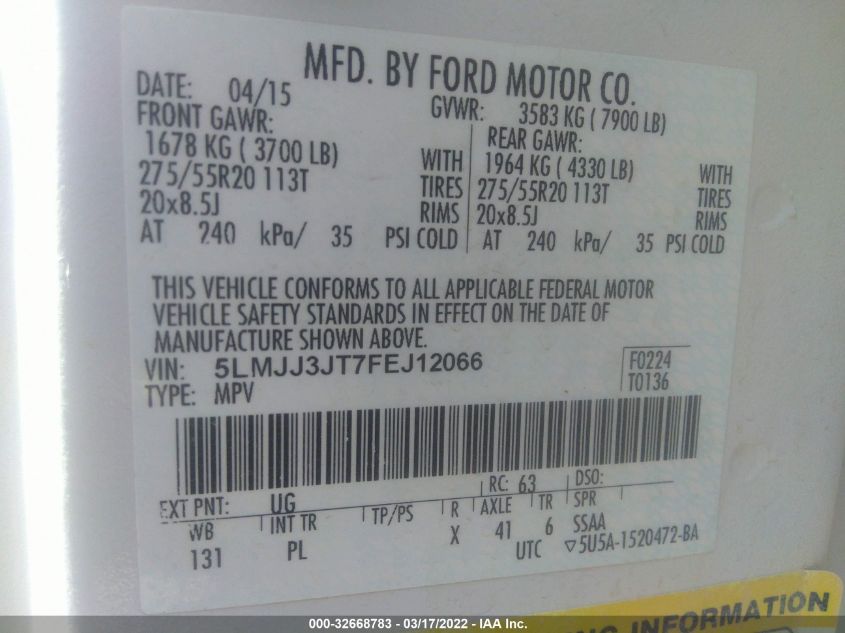 MFD. BY FORD MOTOR CO.
DATE: 04/15 GVWR: 3583 KG ( 7900 LB)
FRONT GAWR: REAR GAWR:
1678 KG ( 3700 LB) WITH 1964 KG ( 4330 LB) WITH
275/55R20 113T TIRES 275/55R20 113T TIRES
20x8.5J RIMS 20x8.5J RIMS
AT 240 kPa/ 35 PSI COLD AT 240 kPa/ 35 PSI COLD
THIS VEHICLE CONFORMS TO ALL APPLICABLE FEDERAL MOTOR
VEHICLE SAFETY STANDARDS IN EFFECT ON THE DATE OF
MANUFACTURE SHOWN ABOVE.
VIN: 5LMJJ3JT7FEJ12066 F0224
TYPE: MPV T0136
EXT PNT: UG RC: 63 DSO:
WB INT TR TP/PS R AXLE TR SPR
131 PL X 41 6 SSAA
UTC ▽5U5A-1520472-BA
ING INFORMATION
000-32668783 - 03/17/2022 - IAA Inc.